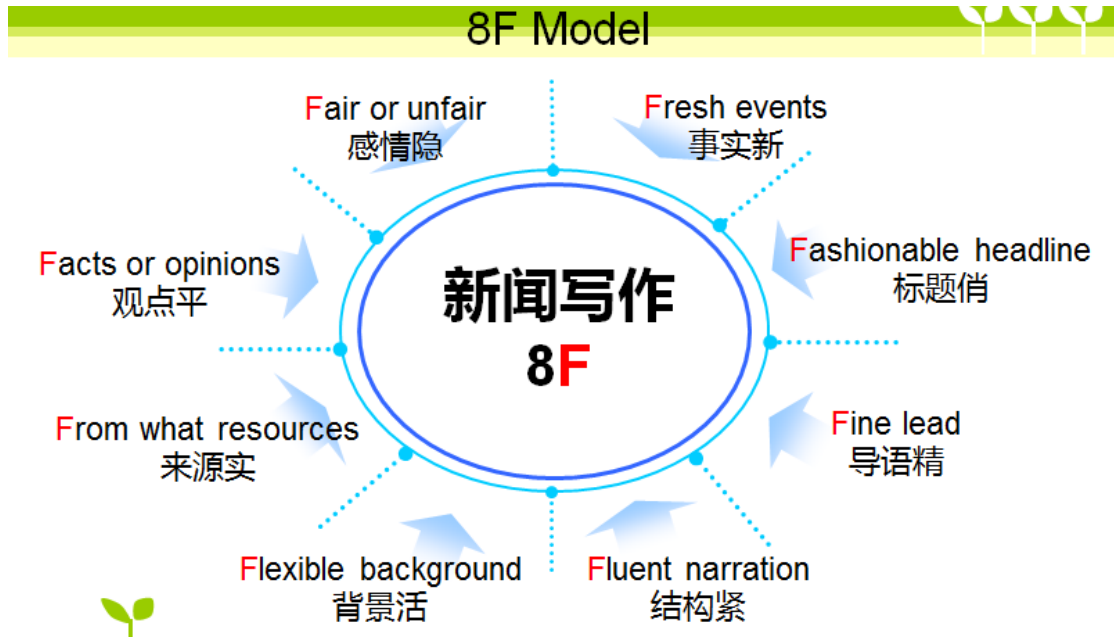 8F Model
Fair or unfair
感情隐
Fresh events
事实新
Facts or opinions
观点平
Fashionable headline
标题俏
新闻写作
8F
From what resources
来源实
Fine lead
导语精
Flexible background
背景活
Fluent narration
结构紧